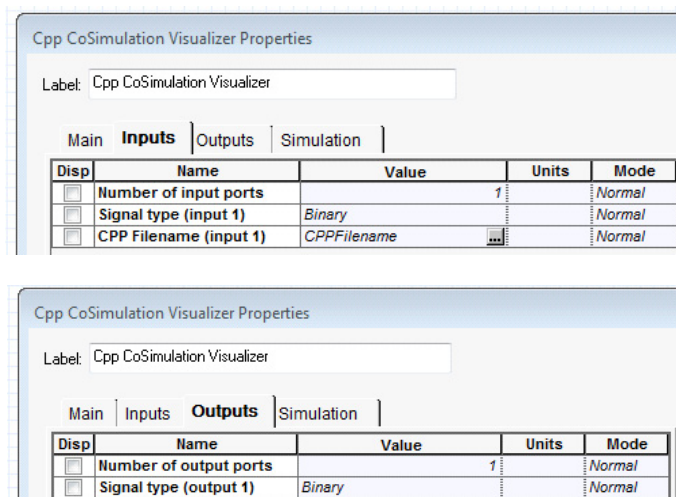 Cpp CoSimulation Visualizer Properties
Label: Cpp CoSimulation Visualizer
Main Inputs Outputs Simulation
Disp Name Value Units Mode
Number of input ports 1 Normal
Signal type (input 1) Binary Normal
CPP Filename (input 1) CPPFilename ... Normal
Cpp CoSimulation Visualizer Properties
Label: Cpp CoSimulation Visualizer
Main Inputs Outputs Simulation
Disp Name Value Units Mode
Number of output ports 1 Normal
Signal type (output 1) Binary Normal